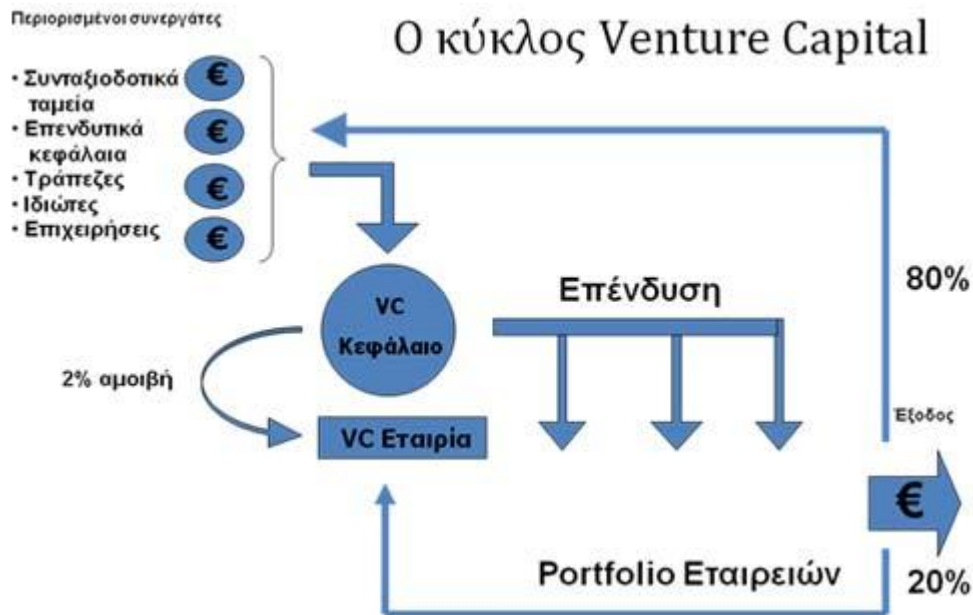 Περιορισμένοι συνεργάτες
Ο κύκλος Venture Capital
• Συνταξιοδοτικά
ταμεία
• Επενδυτικά
κεφάλαια
• Τράπεζες
• Ιδιώτες
• Επιχειρήσεις
€
€
€
€
80%
VC
Κεφάλαιο
Επένδυση
2% αμοιβή
VC Εταιρία
Έξοδος
€
Portfolio Εταιρειών
20%